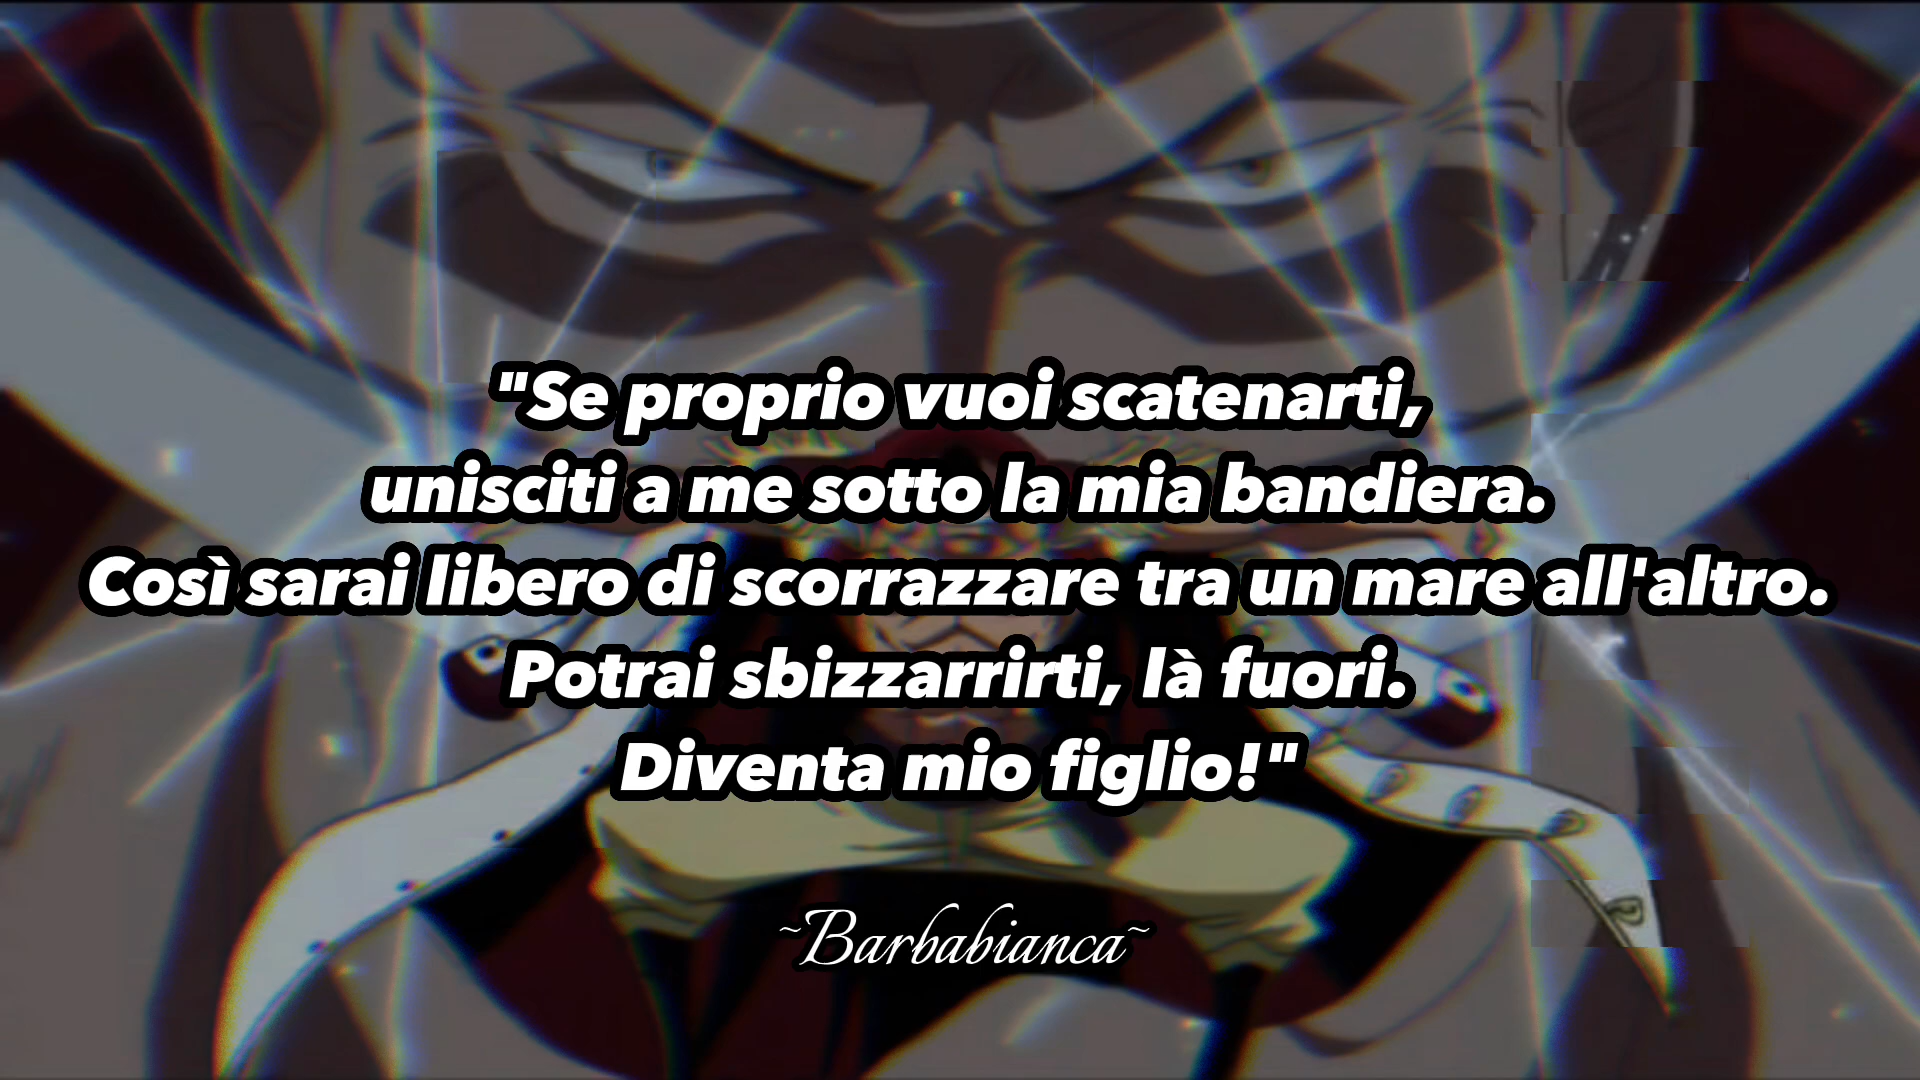 "Se proprio vuoi scatenarti,
unisciti a me sotto la mia bandiera.
Così sarai libero di scorrazzare tra un mare all'altro.
Potrai sbizzarrirti, là fuori.
Diventa mio figlio!"
~Barbabianca~